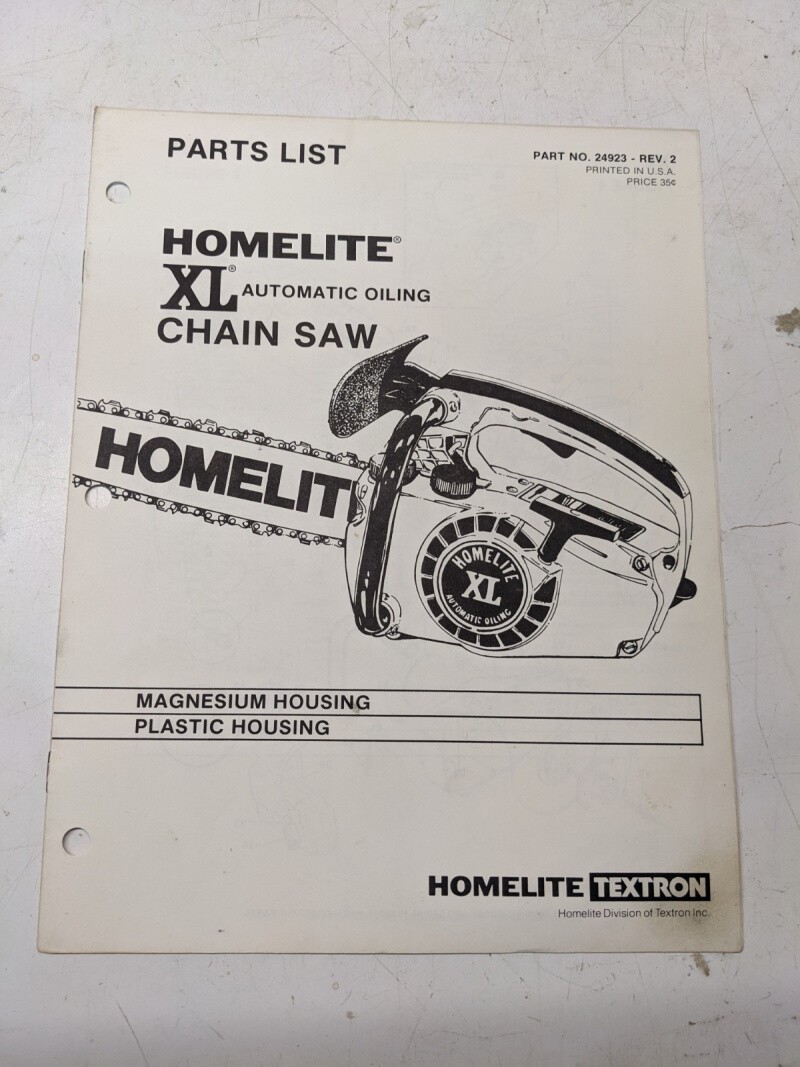 PARTS LIST
PART NO. 24923 - REV. 2
PRINTED IN U.S.A.
PRICE 35¢
HOMELITE®
XL® AUTOMATIC OILING
CHAIN SAW
HOMELIT
HOMELITE
XL
AUTOMATIC OILING
MAGNESIUM HOUSING
PLASTIC HOUSING
HOMELITE TEXTRON
Homelite Division of Textron Inc.